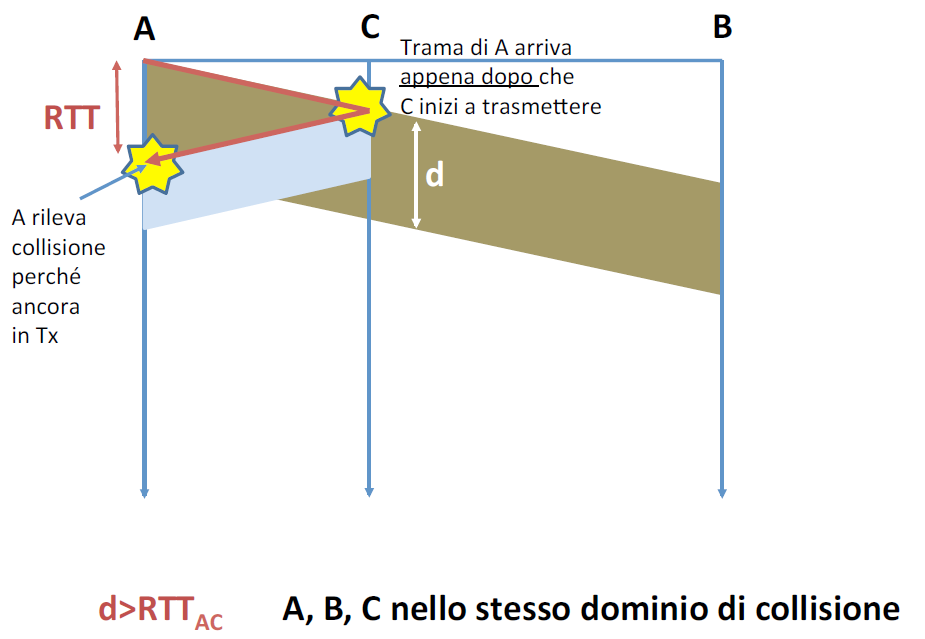 A
C
B
Trama di A arriva
appena dopo che
C inizi a trasmettere
RTT
d
A rileva
collisione
perché
ancora
in Tx
d>RTTAC
A, B, C nello stesso dominio di collisione